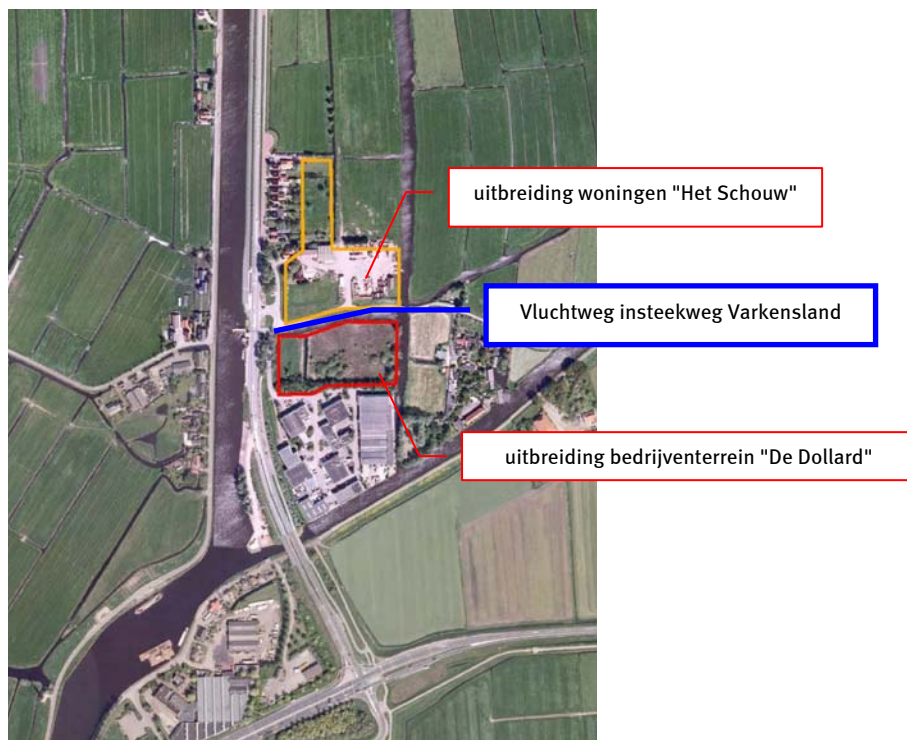 uitbreiding woningen "Het Schouw"
Vluchtweg insteekweg Varkensland
uitbreiding bedrijventerrein "De Dollard"